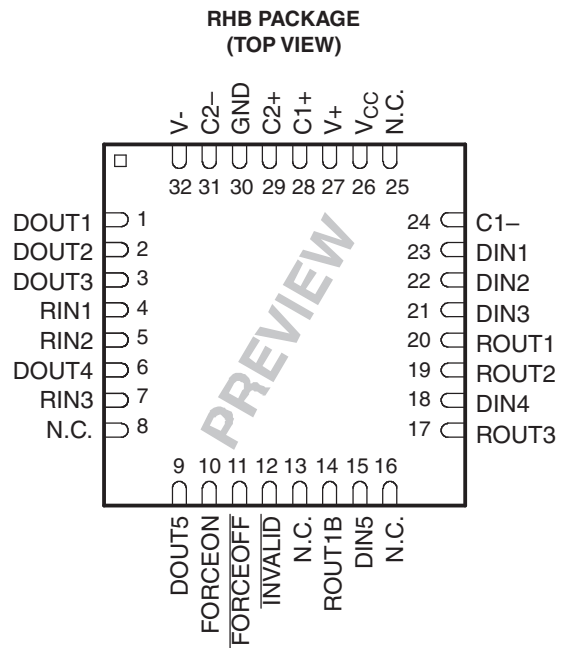 RHB PACKAGE
(TOP VIEW)
V-
C2–
GND
C2+
C1+
V+
VCC
N.C.
32 31 30 29 28 27 26 25
DOUT1 1
DOUT2 2
DOUT3 3
RIN1 4
RIN2 5
DOUT4 6
RIN3 7
N.C. 8
PREVIEW
24 C1–
23 DIN1
22 DIN2
21 DIN3
20 ROUT1
19 ROUT2
18 DIN4
17 ROUT3
9 10 11 12 13 14 15 16
DOUT5
FORCEON
FORCEOFF
INVALID
N.C.
ROUT1B
DIN5
N.C.